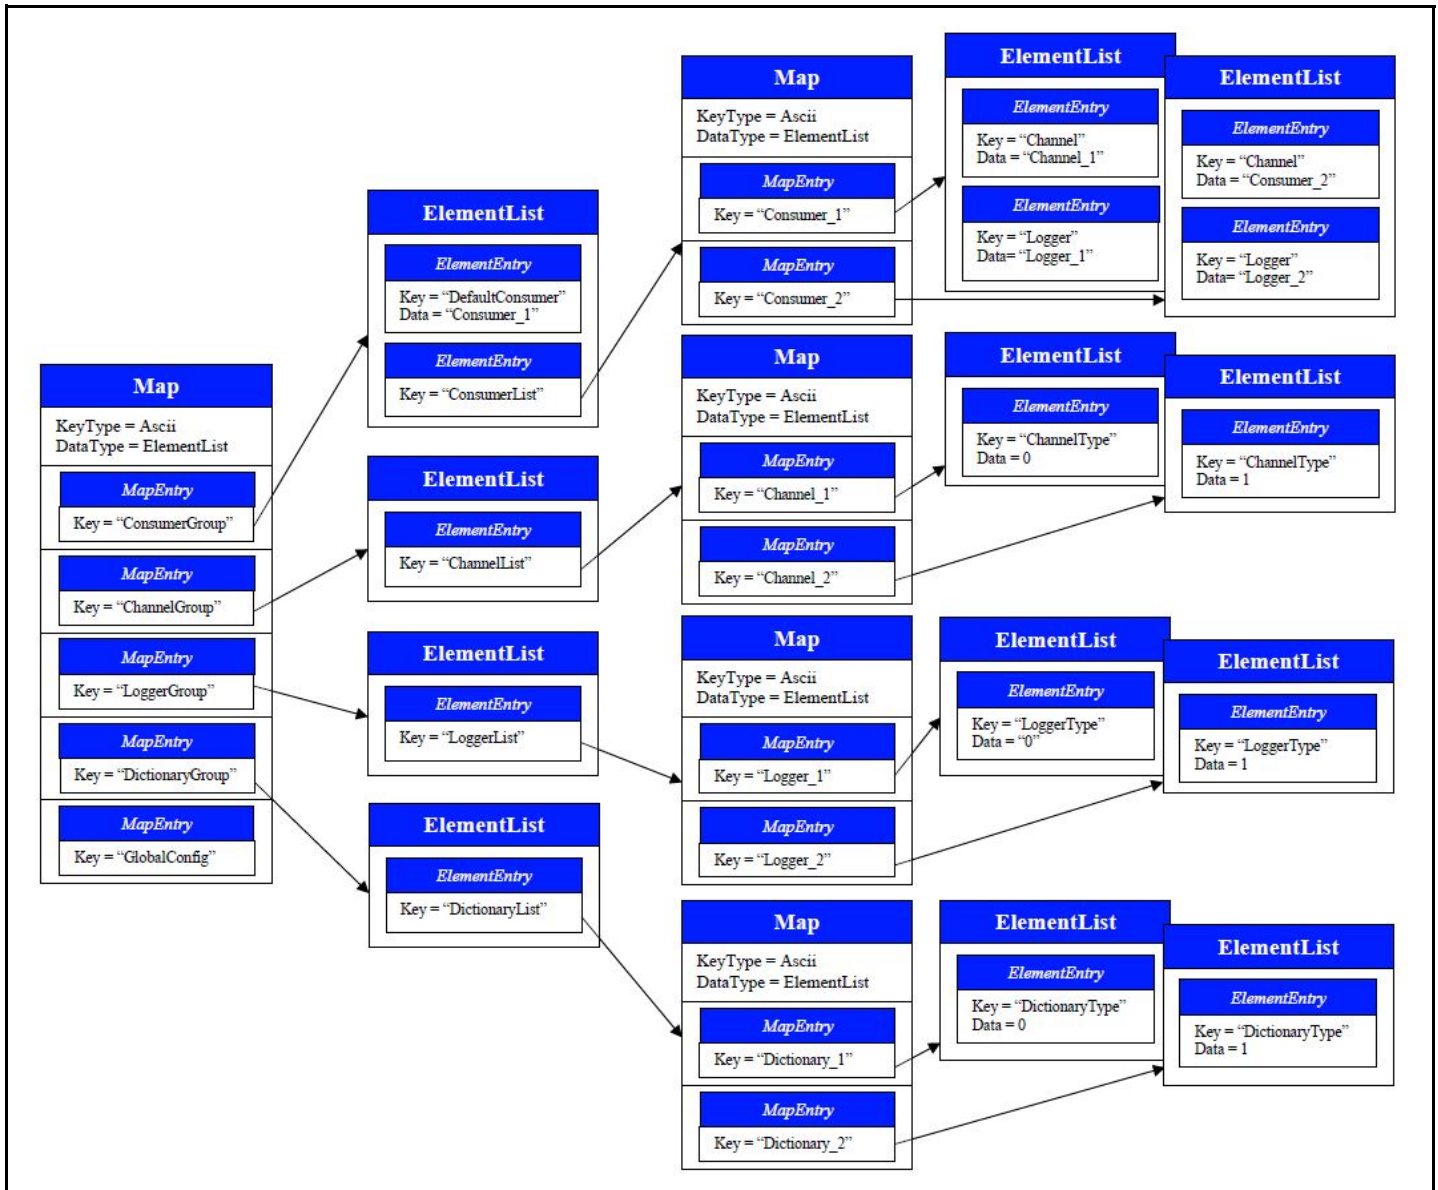 Map
KeyType = Ascii
DataType = ElementList
MapEntry
Key = “ConsumerGroup”
MapEntry
Key = “ChannelGroup”
MapEntry
Key = “LoggerGroup”
MapEntry
Key = “DictionaryGroup”
MapEntry
Key = “GlobalConfig”
ElementList
ElementEntry
Key = “DefaultConsumer”
Data = “Consumer_1”
ElementEntry
Key = “ConsumerList”
ElementList
ElementEntry
Key = “ChannelList”
ElementList
ElementEntry
Key = “LoggerList”
ElementList
ElementEntry
Key = “DictionaryList”
Map
KeyType = Ascii
DataType = ElementList
MapEntry
Key = “Consumer_1”
MapEntry
Key = “Consumer_2”
ElementList
ElementEntry
Key = “Channel”
Data = “Channel_1”
ElementEntry
Key = “Logger”
Data= “Logger_1”
ElementList
ElementEntry
Key = “Channel”
Data= “Consumer_2”
ElementEntry
Key = “Logger”
Data= “Logger_2”
Map
KeyType = Ascii
DataType = ElementList
MapEntry
Key = “Channel_1”
MapEntry
Key = “Channel_2”
ElementList
ElementEntry
Key = “ChannelType”
Data = 0
ElementList
ElementEntry
Key = “ChannelType”
Data = 1
Map
KeyType = Ascii
DataType = ElementList
MapEntry
Key = “Logger_1”
MapEntry
Key = “Logger_2”
ElementList
ElementEntry
Key = “LoggerType”
Data = “0”
ElementList
ElementEntry
Key = “LoggerType”
Data = 1
Map
KeyType = Ascii
DataType = ElementList
MapEntry
Key = “Dictionary_1”
MapEntry
Key = “Dictionary_2”
ElementList
ElementEntry
Key = “DictionaryType”
Data = 0
ElementList
ElementEntry
Key = “DictionaryType”
Data = 1